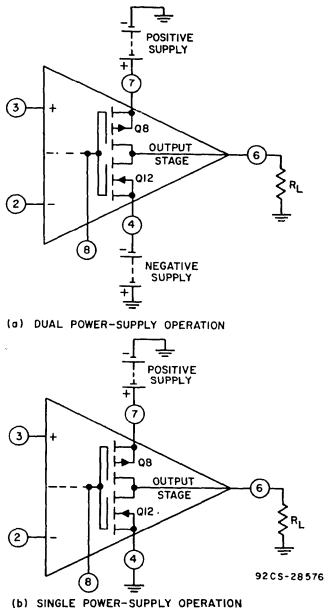 -
POSITIVE
SUPPLY
+
7
3
+
Q8
OUTPUT
STAGE
6
Q12
RL
2
-
8
4
-
NEGATIVE
SUPPLY
+
(a) DUAL POWER-SUPPLY OPERATION
-
POSITIVE
SUPPLY
+
7
3
+
Q8
OUTPUT
STAGE
6
Q12
RL
2
-
8
4
92CS-28576
(b) SINGLE POWER-SUPPLY OPERATION